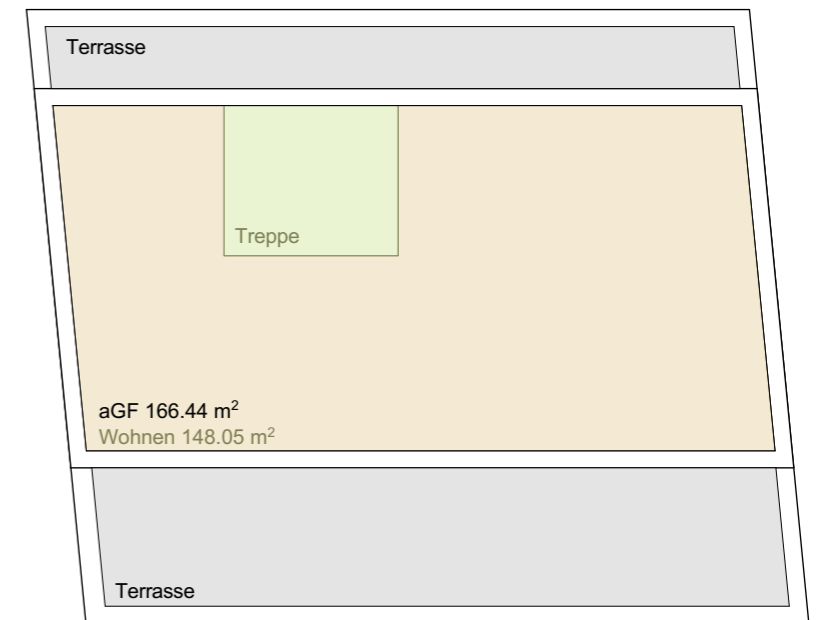 Terrasse
Treppe
aGF 166.44 m²
Wohnen 148.05 m²
Terrasse